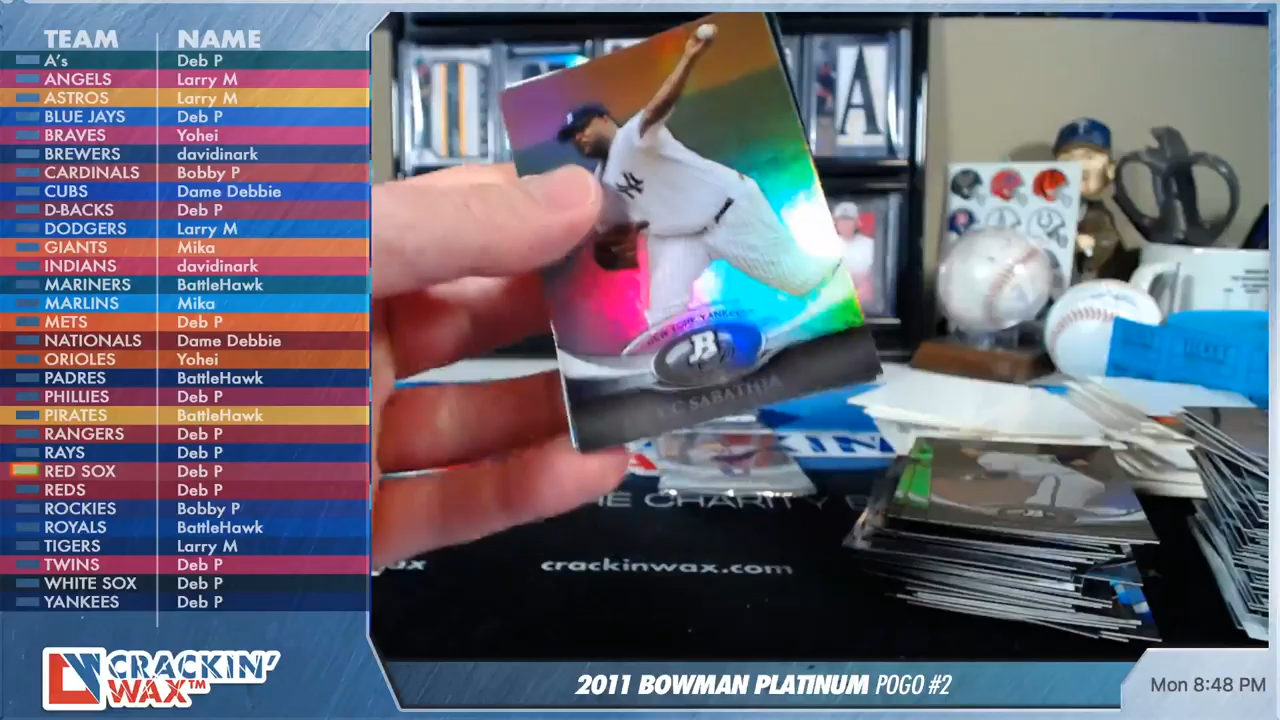 TEAM NAME
A's Deb P
ANGELS Larry M
ASTROS Larry M
BLUE JAYS Deb P
BRAVES Yohei
BREWERS davidinark
CARDINALS Bobby P
CUBS Dame Debbie
D-BACKS Deb P
DODGERS Larry M
GIANTS Mika
INDIANS davidinark
MARINERS BattleHawk
MARLINS Mika
METS Deb P
NATIONALS Dame Debbie
ORIOLES Yohei
PADRES BattleHawk
PHILLIES Deb P
PIRATES BattleHawk
RANGERS Deb P
RAYS Deb P
RED SOX Deb P
REDS Deb P
ROCKIES Bobby P
ROYALS BattleHawk
TIGERS Larry M
TWINS Deb P
WHITE SOX Deb P
YANKEES Deb P
CRACKIN'
WAX™
A
NEW YORK YANKEES
B
SABATHIA
THE CHARITY
crackinwax.com
2011 BOWMAN PLATINUM POGO #2
Mon 8:48 PM